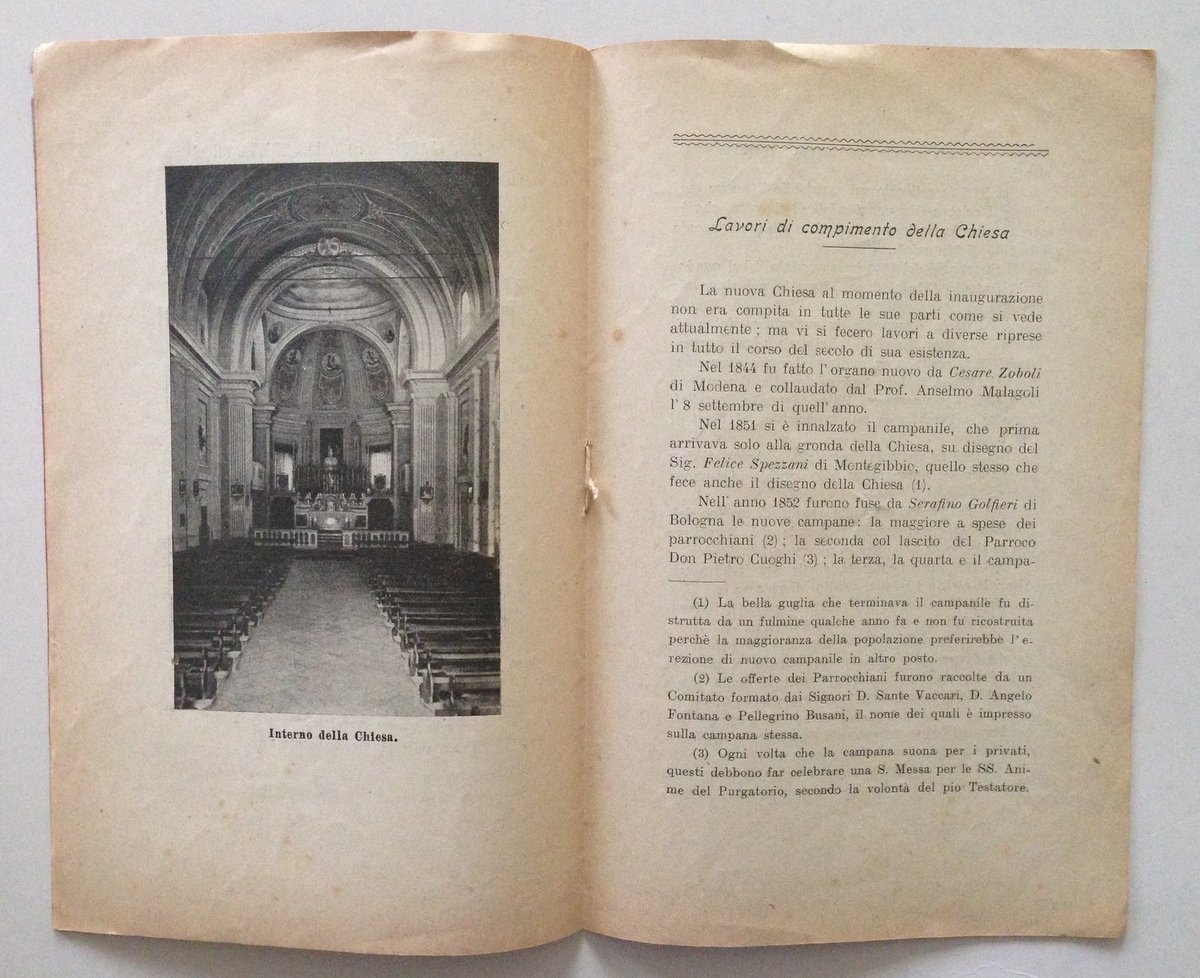 Interno della Chiesa.
Lavori di compimento della Chiesa
La nuova Chiesa al momento della inaugurazione
non era compita in tutte le sue parti come si vede
attualmente ; ma vi si fecero lavori a diverse riprese
in tutto il corso del secolo di sua esistenza.
Nel 1844 fu fatto l' organo nuovo da Cesare Zoboli
di Modena e collaudato dal Prof. Anselmo Malagoli
l' 8 settembre di quell' anno.
Nel 1851 si è innalzato il campanile, che prima
arrivava solo alla gronda della Chiesa, su disegno del
Sig. Felice Spezzani di Montegibbio, quello stesso che
fece anche il disegno della Chiesa (1).
Nell' anno 1852 furono fuse da Serafino Golfieri di
Bologna le nuove campane : la maggiore a spese dei
parrocchiani (2) ; la seconda col lascito del Parroco
Don Pietro Cuoghi (3) ; la terza, la quarta e il campa-
(1) La bella guglia che terminava il campanile fu di-
strutta da un fulmine qualche anno fa e non fu ricostruita
perchè la maggioranza della popolazione preferirebbe l' e-
rezione di nuovo campanile in altro posto.
(2) Le offerte dei Parrocchiani furono raccolte da un
Comitato formato dai Signori D. Sante Vaccari, D. Angelo
Fontana e Pellegrino Busani, il nome dei quali è impresso
sulla campana stessa.
(3) Ogni volta che la campana suona per i privati,
questi debbono far celebrare una S. Messa per le SS. Ani-
me del Purgatorio, secondo la volontà del pio Testatore.